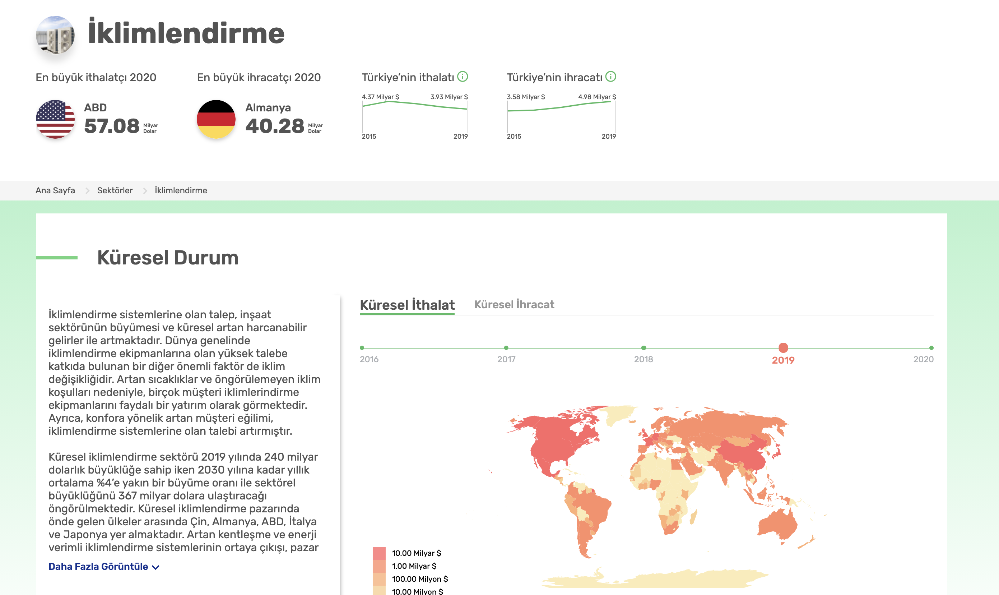 İklimlendirme
En büyük ithalatçı 2020
ABD
57.08 Milyar
Dolar
En büyük ihracatçı 2020
Almanya
40.28 Milyar
Dolar
Türkiye'nin ithalatı
4.37 Milyar $ 3.93 Milyar $
2015 2019
Türkiye'nin ihracatı
3.58 Milyar $ 4.98 Milyar $
2015 2019
Ana Sayfa Sektörler İklimlendirme
Küresel Durum
İklimlendirme sistemlerine olan talep, inşaat
sektörünün büyümesi ve küresel artan harcanabilir
gelirler ile artmaktadır. Dünya genelinde
iklimlendirme ekipmanlarına olan yüksek talebe
katkıda bulunan bir diğer önemli faktör de iklim
değişikliğidir. Artan sıcaklıklar ve öngörülemeyen iklim
koşulları nedeniyle, birçok müşteri iklimlerindirme
ekipmanlarını faydalı bir yatırım olarak görmektedir.
Ayrıca, konfora yönelik artan müşteri eğilimi,
iklimlendirme sistemlerine olan talebi artırmıştır.
Küresel iklimlendirme sektörü 2019 yılında 240 milyar
dolarlık büyüklüğe sahip iken 2030 yılına kadar yıllık
ortalama %4'e yakın bir büyüme oranı ile sektörel
büyüklüğünü 367 milyar dolara ulaştıracağı
öngörülmektedir. Küresel iklimlendirme pazarında
önde gelen ülkeler arasında Çin, Almanya, ABD, İtalya
ve Japonya yer almaktadır. Artan kentleşme ve enerji
verimli iklimlendirme sistemlerinin ortaya çıkışı, pazar
Daha Fazla Görüntüle
Küresel İthalat Küresel İhracat
2016 2017 2018 2019 2020
10.00 Milyar $
1.00 Milyar $
100.00 Milyon $
10.00 Milyon $